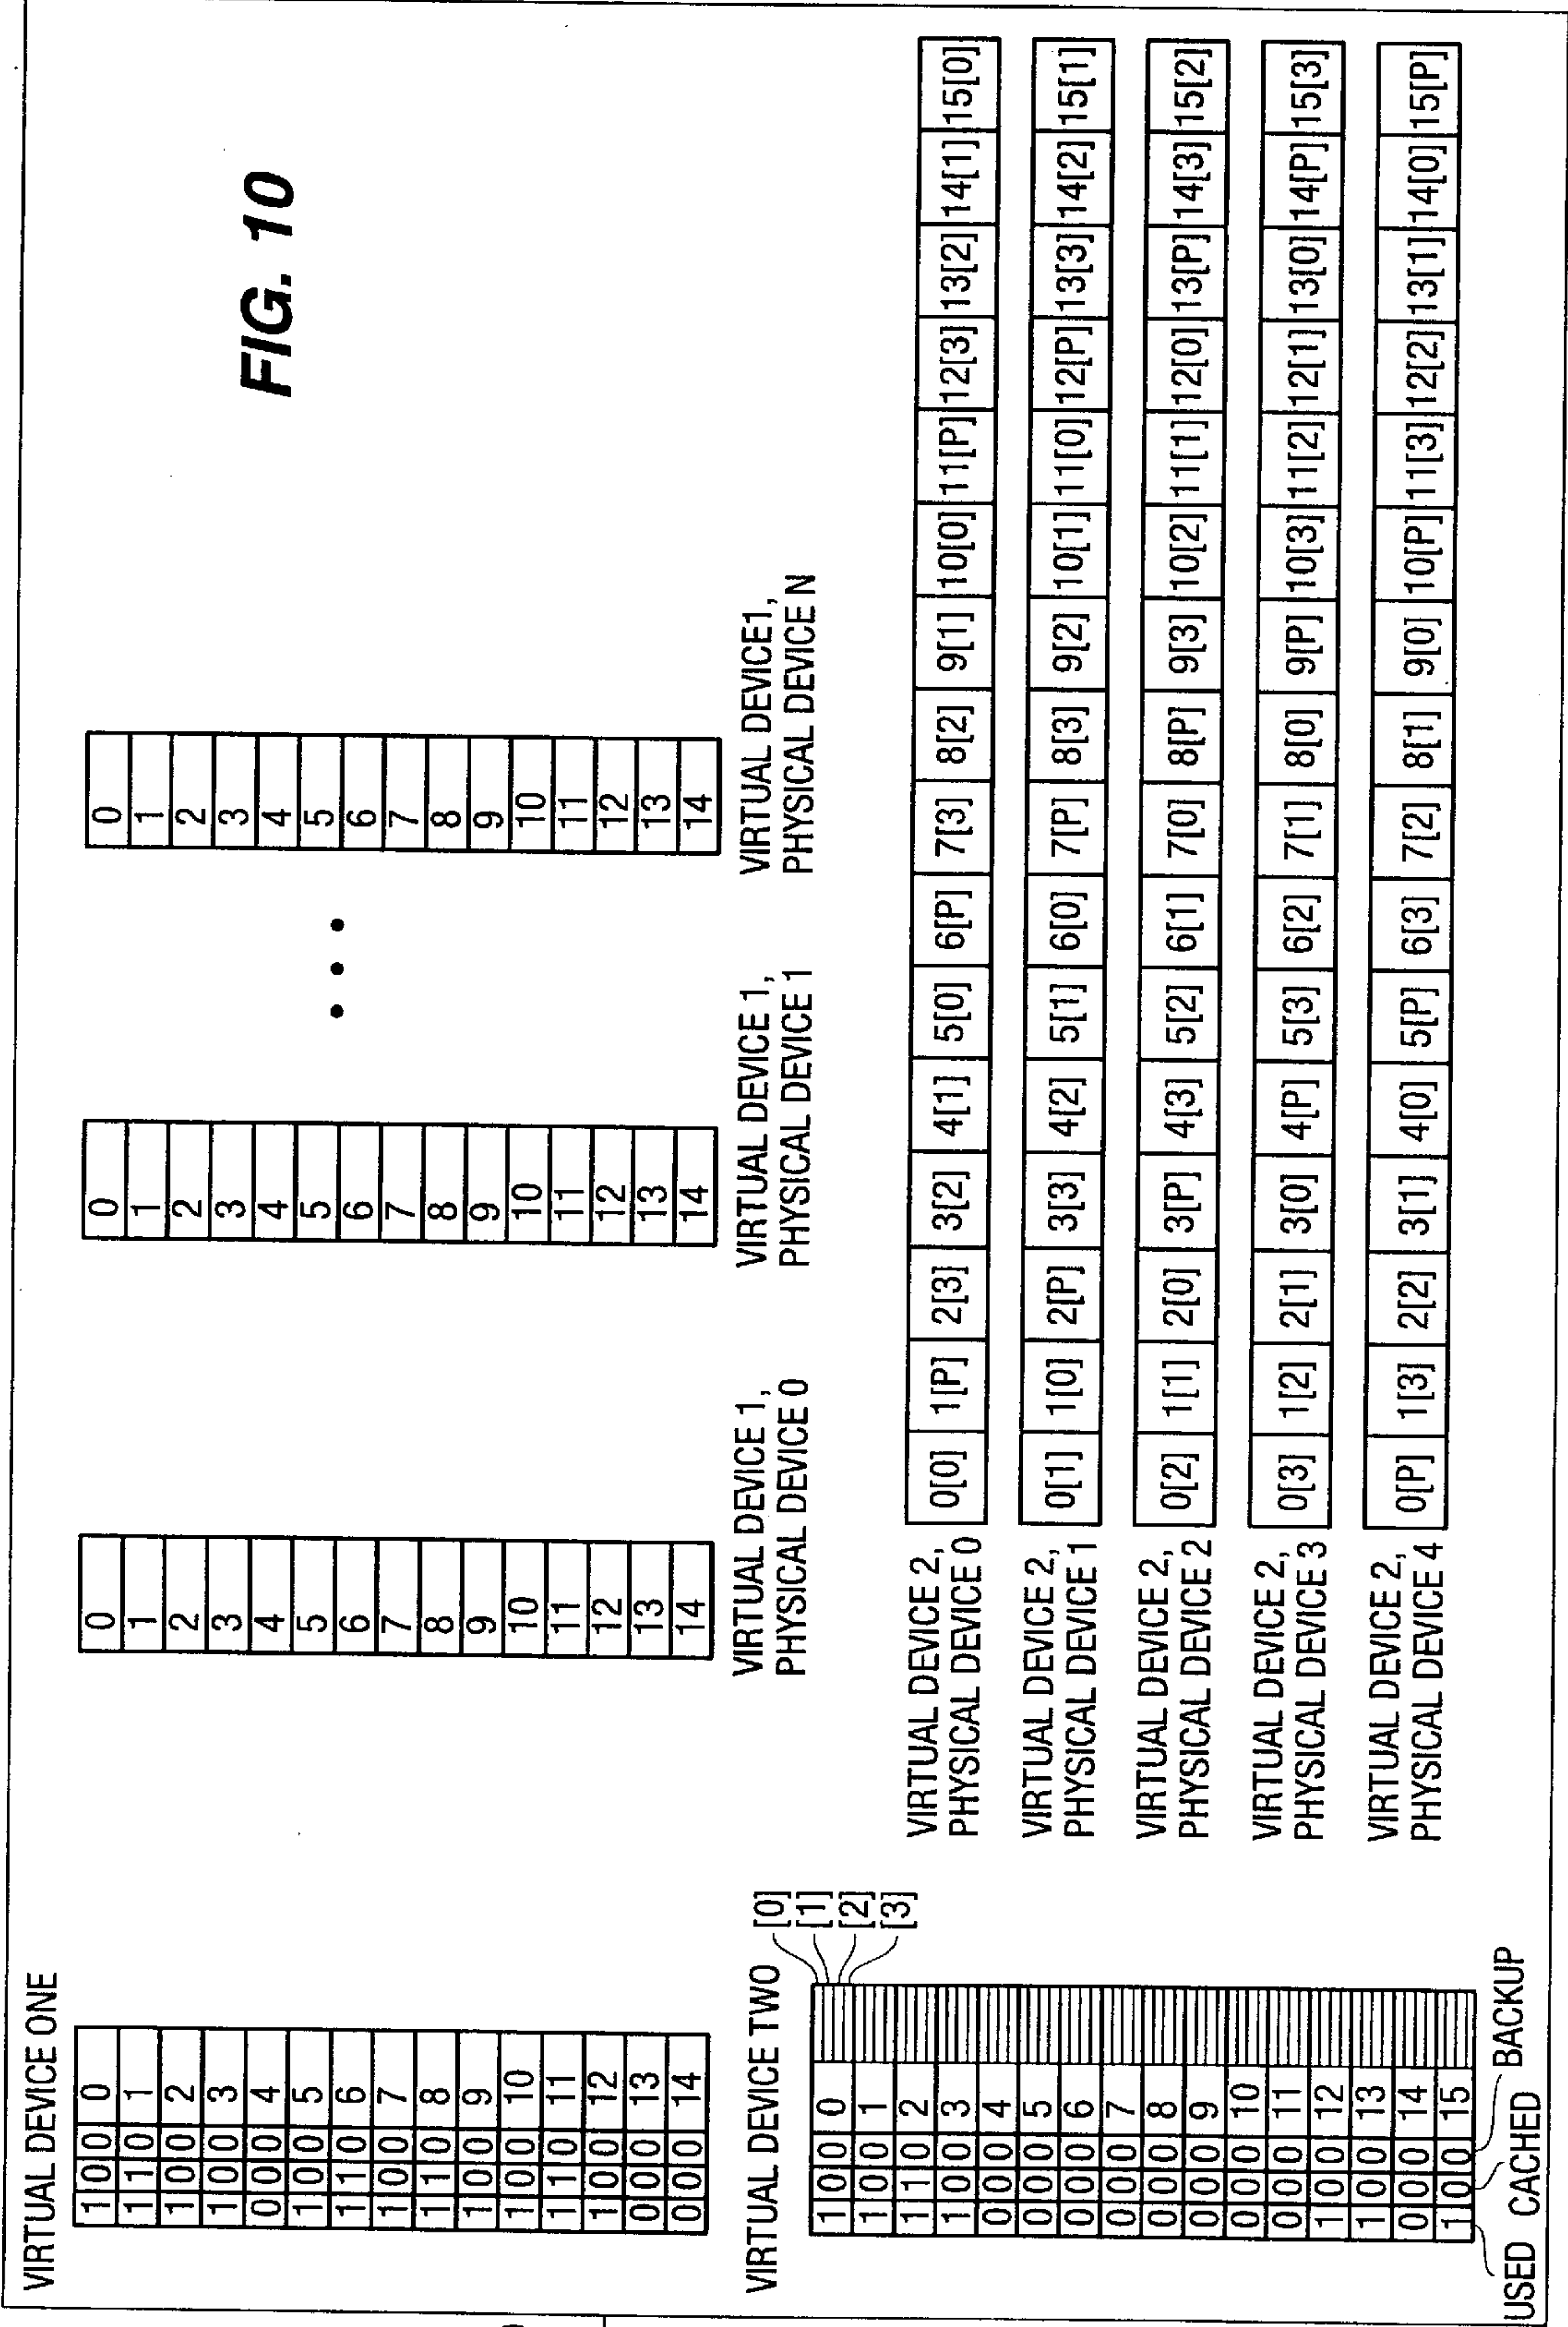 FIG. 10
VIRTUAL DEVICE ONE
1 0 0 0
1 1 0 1
1 0 0 2
1 0 0 3
0 0 0 4
1 0 0 5
1 1 0 6
1 0 0 7
1 1 0 8
1 0 0 9
1 0 0 10
1 1 0 11
1 0 0 12
0 0 0 13
0 0 0 14
0
1
2
3
4
5
6
7
8
9
10
11
12
13
14
VIRTUAL DEVICE 1,
PHYSICAL DEVICE 0
0
1
2
3
4
5
6
7
8
9
10
11
12
13
14
VIRTUAL DEVICE 1,
PHYSICAL DEVICE 1
0
1
2
3
4
5
6
7
8
9
10
11
12
13
14
VIRTUAL DEVICE1,
PHYSICAL DEVICE N
VIRTUAL DEVICE TWO
[0]
[1]
[2]
[3]
1 0 0 0
1 0 0 1
1 1 0 2
1 0 0 3
0 0 0 4
0 0 0 5
0 0 0 6
0 0 0 7
0 0 0 8
0 0 0 9
0 0 0 10
0 0 0 11
1 0 0 12
1 0 0 13
0 0 0 14
1 0 0 15
USED CACHED BACKUP
VIRTUAL DEVICE 2,
PHYSICAL DEVICE 0
0[0] 1[P] 2[3] 3[2] 4[1] 5[0] 6[P] 7[3] 8[2] 9[1] 10[0] 11[P] 12[3] 13[2] 14[1] 15[0]
VIRTUAL DEVICE 2,
PHYSICAL DEVICE 1
0[1] 1[0] 2[P] 3[3] 4[2] 5[1] 6[0] 7[P] 8[3] 9[2] 10[1] 11[0] 12[P] 13[3] 14[2] 15[1]
VIRTUAL DEVICE 2,
PHYSICAL DEVICE 2
0[2] 1[1] 2[0] 3[P] 4[3] 5[2] 6[1] 7[0] 8[P] 9[3] 10[2] 11[1] 12[0] 13[P] 14[3] 15[2]
VIRTUAL DEVICE 2,
PHYSICAL DEVICE 3
0[3] 1[2] 2[1] 3[0] 4[P] 5[3] 6[2] 7[1] 8[0] 9[P] 10[3] 11[2] 12[1] 13[0] 14[P] 15[3]
VIRTUAL DEVICE 2,
PHYSICAL DEVICE 4
0[P] 1[3] 2[2] 3[1] 4[0] 5[P] 6[3] 7[2] 8[1] 9[0] 10[P] 11[3] 12[2] 13[1] 14[0] 15[P]